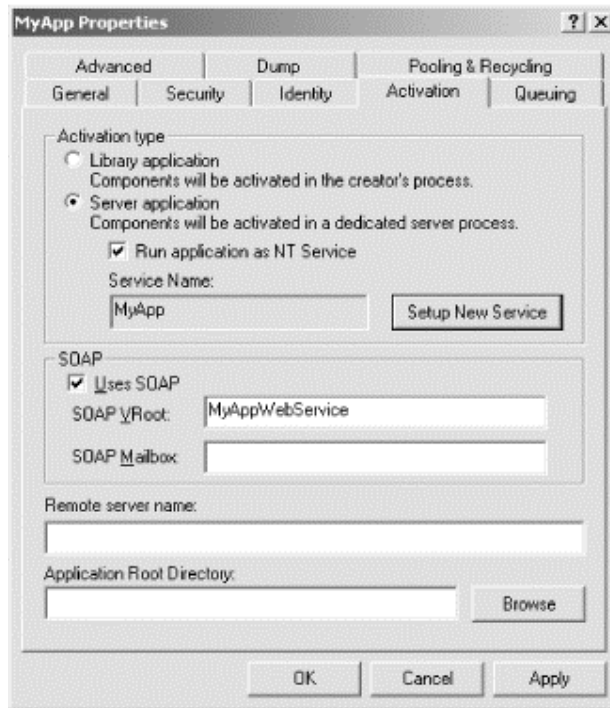 MyApp Properties
? X
Advanced Dump Pooling & Recycling
General Security Identity Activation Queuing
Activation type
Library application
Components will be activated in the creator's process.
Server application
Components will be activated in a dedicated server process.
Run application as NT Service
Service Name:
MyApp Setup New Service
SOAP
Uses SOAP
SOAP VRoot: MyAppWebService
SOAP Mailbox:
Remote server name:
Application Root Directory:
Browse
OK Cancel Apply